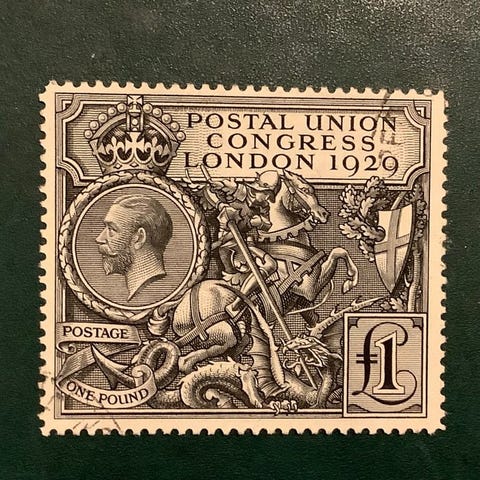 POSTAL UNION
CONGRESS
LONDON 1929
POSTAGE
ONE POUND
£1